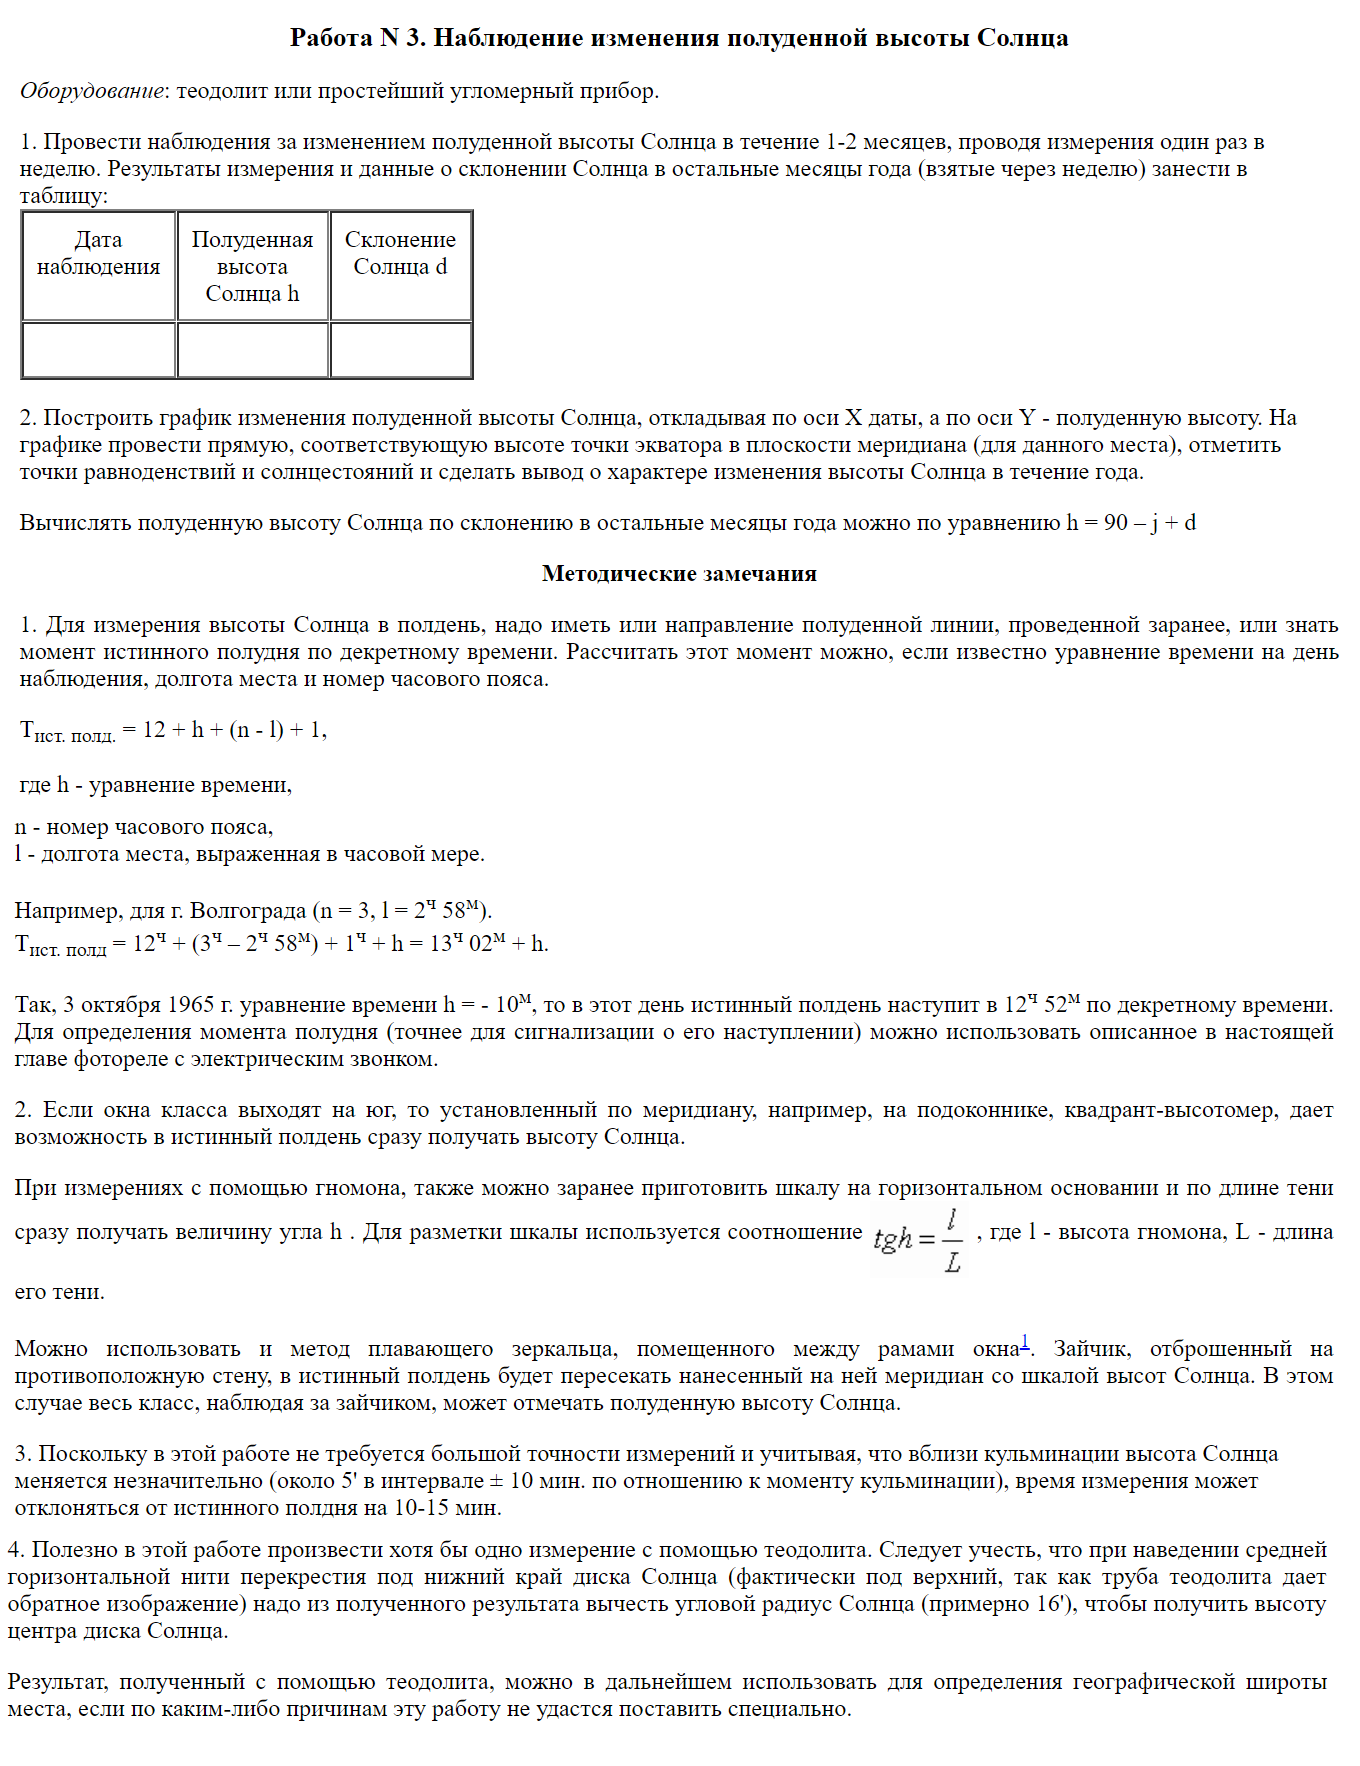 Работа N 3. Наблюдение изменения полуденной высоты Солнца
Оборудование: теодолит или простейший угломерный прибор.
1. Провести наблюдения за изменением полуденной высоты Солнца в течение 1-2 месяцев, проводя измерения один раз в
неделю. Результаты измерения и данные о склонении Солнца в остальные месяцы года (взятые через неделю) занести в
таблицу:
Дата
наблюдения
Полуденная
высота
Солнца h
Склонение
Солнца d
2. Построить график изменения полуденной высоты Солнца, откладывая по оси X даты, а по оси Y - полуденную высоту. На
графике провести прямую, соответствующую высоте точки экватора в плоскости меридиана (для данного места), отметить
точки равноденствий и солнцестояний и сделать вывод о характере изменения высоты Солнца в течение года.
Вычислять полуденную высоту Солнца по склонению в остальные месяцы года можно по уравнению h = 90 – j + d
Методические замечания
1. Для измерения высоты Солнца в полдень, надо иметь или направление полуденной линии, проведенной заранее, или знать
момент истинного полудня по декретному времени. Рассчитать этот момент можно, если известно уравнение времени на день
наблюдения, долгота места и номер часового пояса.
Tист. полд. = 12 + h + (n - l) + 1,
где h - уравнение времени,
n - номер часового пояса,
l - долгота места, выраженная в часовой мере.
Например, для г. Волгограда (n = 3, l = 2ч 58м).
Tист. полд = 12ч + (3ч – 2ч 58м) + 1ч + h = 13ч 02м + h.
Так, 3 октября 1965 г. уравнение времени h = - 10м, то в этот день истинный полдень наступит в 12ч 52м по декретному времени.
Для определения момента полудня (точнее для сигнализации о его наступлении) можно использовать описанное в настоящей
главе фотореле с электрическим звонком.
2. Если окна класса выходят на юг, то установленный по меридиану, например, на подоконнике, квадрант-высотомер, дает
возможность в истинный полдень сразу получать высоту Солнца.
При измерениях с помощью гномона, также можно заранее приготовить шкалу на горизонтальном основании и по длине тени
сразу получать величину угла h . Для разметки шкалы используется соотношение tgh = l/L , где l - высота гномона, L - длина
его тени.
Можно использовать и метод плавающего зеркальца, помещенного между рамами окна1. Зайчик, отброшенный на
противоположную стену, в истинный полдень будет пересекать нанесенный на ней меридиан со шкалой высот Солнца. В этом
случае весь класс, наблюдая за зайчиком, может отмечать полуденную высоту Солнца.
3. Поскольку в этой работе не требуется большой точности измерений и учитывая, что вблизи кульминации высота Солнца
меняется незначительно (около 5' в интервале ± 10 мин. по отношению к моменту кульминации), время измерения может
отклоняться от истинного полдня на 10-15 мин.
4. Полезно в этой работе произвести хотя бы одно измерение с помощью теодолита. Следует учесть, что при наведении средней
горизонтальной нити перекрестия под нижний край диска Солнца (фактически под верхний, так как труба теодолита дает
обратное изображение) надо из полученного результата вычесть угловой радиус Солнца (примерно 16'), чтобы получить высоту
центра диска Солнца.
Результат, полученный с помощью теодолита, можно в дальнейшем использовать для определения географической широты
места, если по каким-либо причинам эту работу не удастся поставить специально.